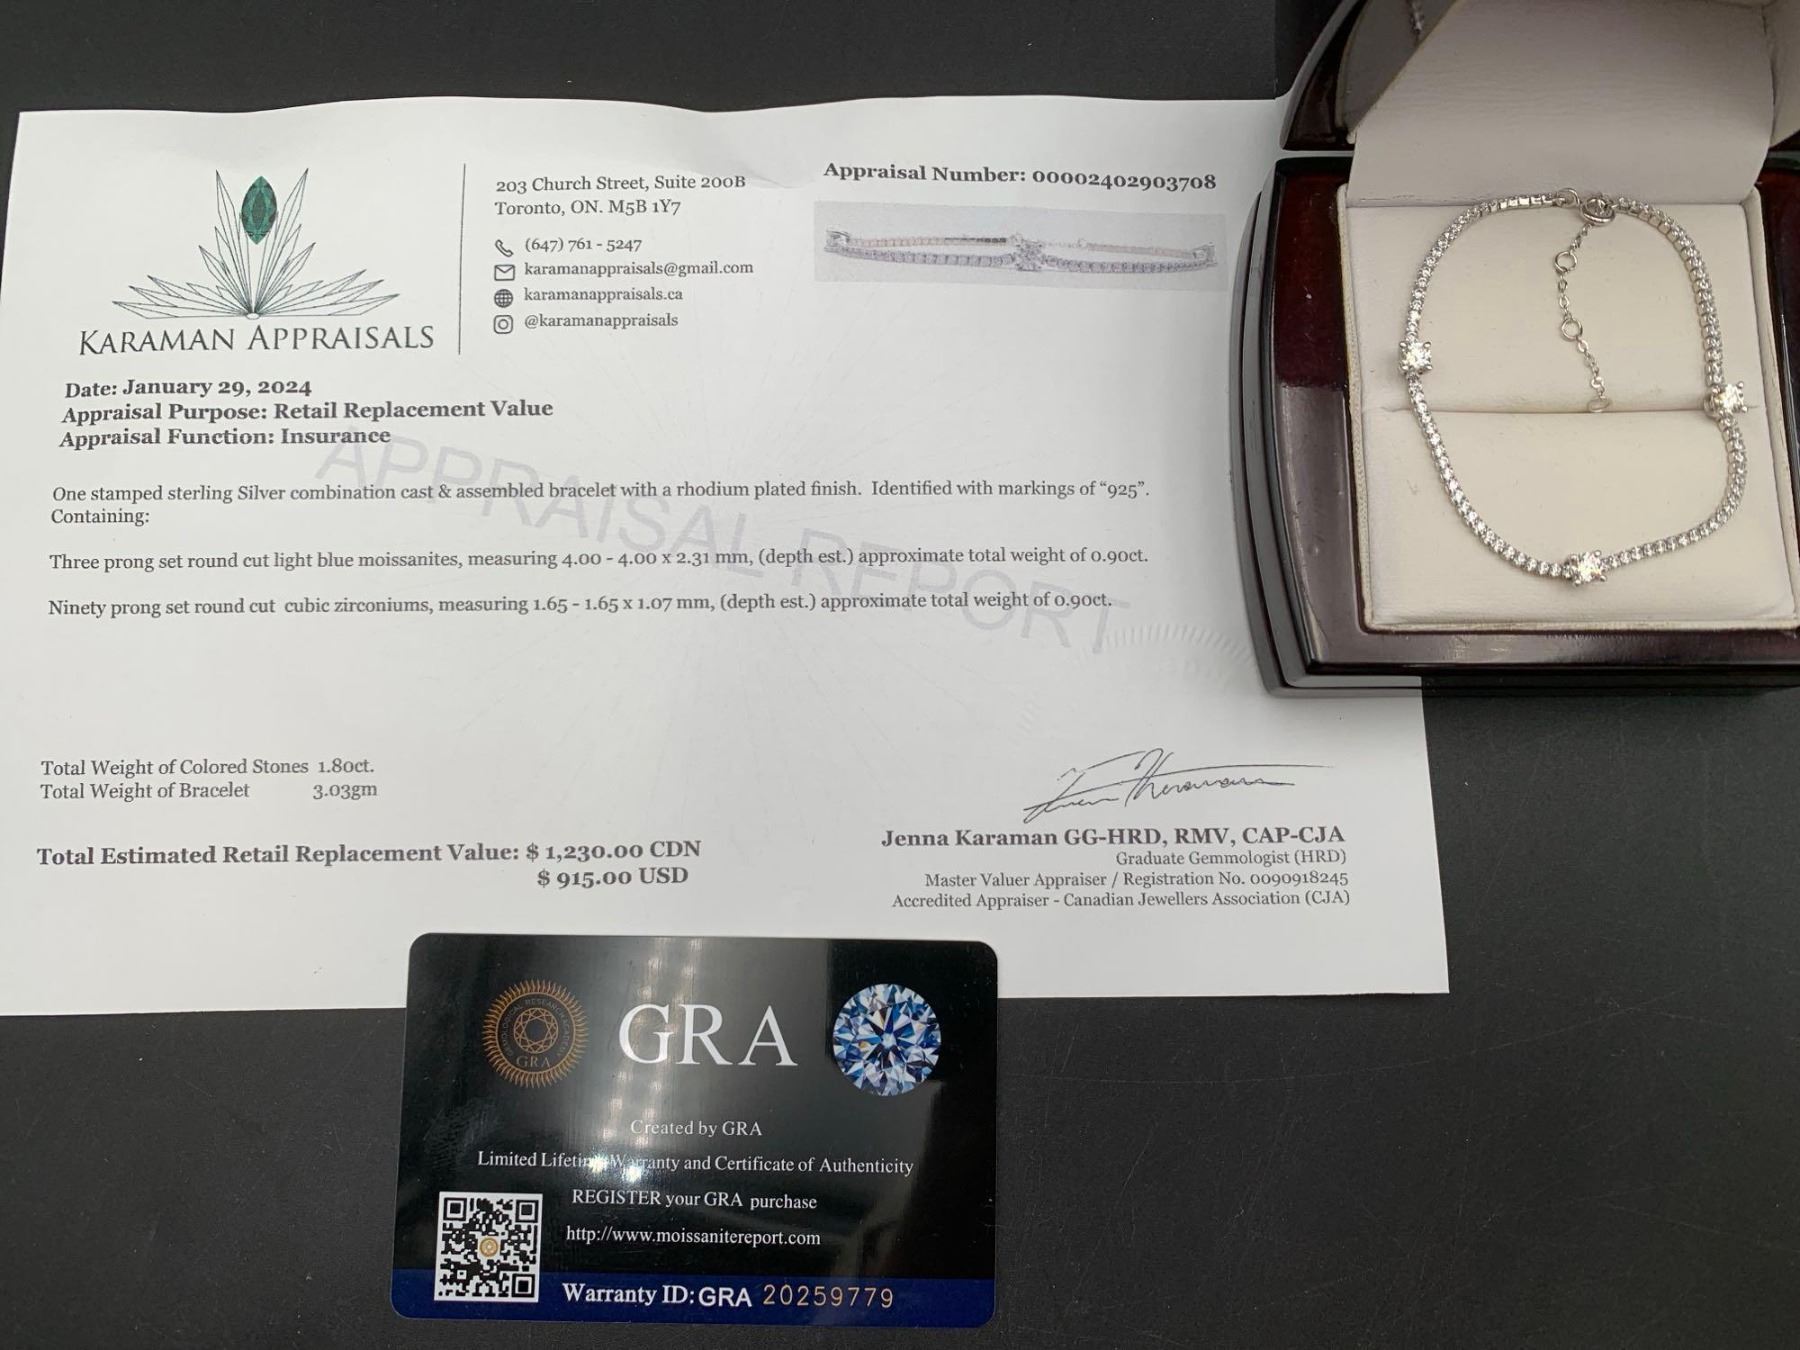 KARAMAN APPRAISALS
203 Church Street, Suite 200B
Toronto, ON. M5B 1Y7
(647) 761 - 5247
karamanappraisals@gmail.com
karamanappraisals.ca
@karamanappraisals
Appraisal Number: 00002402903708
Date: January 29, 2024
Appraisal Purpose: Retail Replacement Value
Appraisal Function: Insurance
APPRAISAL REPORT
One stamped sterling Silver combination cast & assembled bracelet with a rhodium plated finish. Identified with markings of “925”.
Containing:
Three prong set round cut light blue moissanites, measuring 4.00 - 4.00 x 2.31 mm, (depth est.) approximate total weight of 0.90ct.
Ninety prong set round cut cubic zirconiums, measuring 1.65 - 1.65 x 1.07 mm, (depth est.) approximate total weight of 0.90ct.
Total Weight of Colored Stones 1.80ct.
Total Weight of Bracelet 3.03gm
Total Estimated Retail Replacement Value: $ 1,230.00 CDN
$ 915.00 USD
Jenna Karaman GG-HRD, RMV, CAP-CJA
Graduate Gemmologist (HRD)
Master Valuer Appraiser / Registration No. 0090918245
Accredited Appraiser - Canadian Jewellers Association (CJA)
GRA
GRA
Created by GRA
Limited Lifetime Warranty and Certificate of Authenticity
REGISTER your GRA purchase
http://www.moissanitereport.com
Warranty ID: GRA 20259779